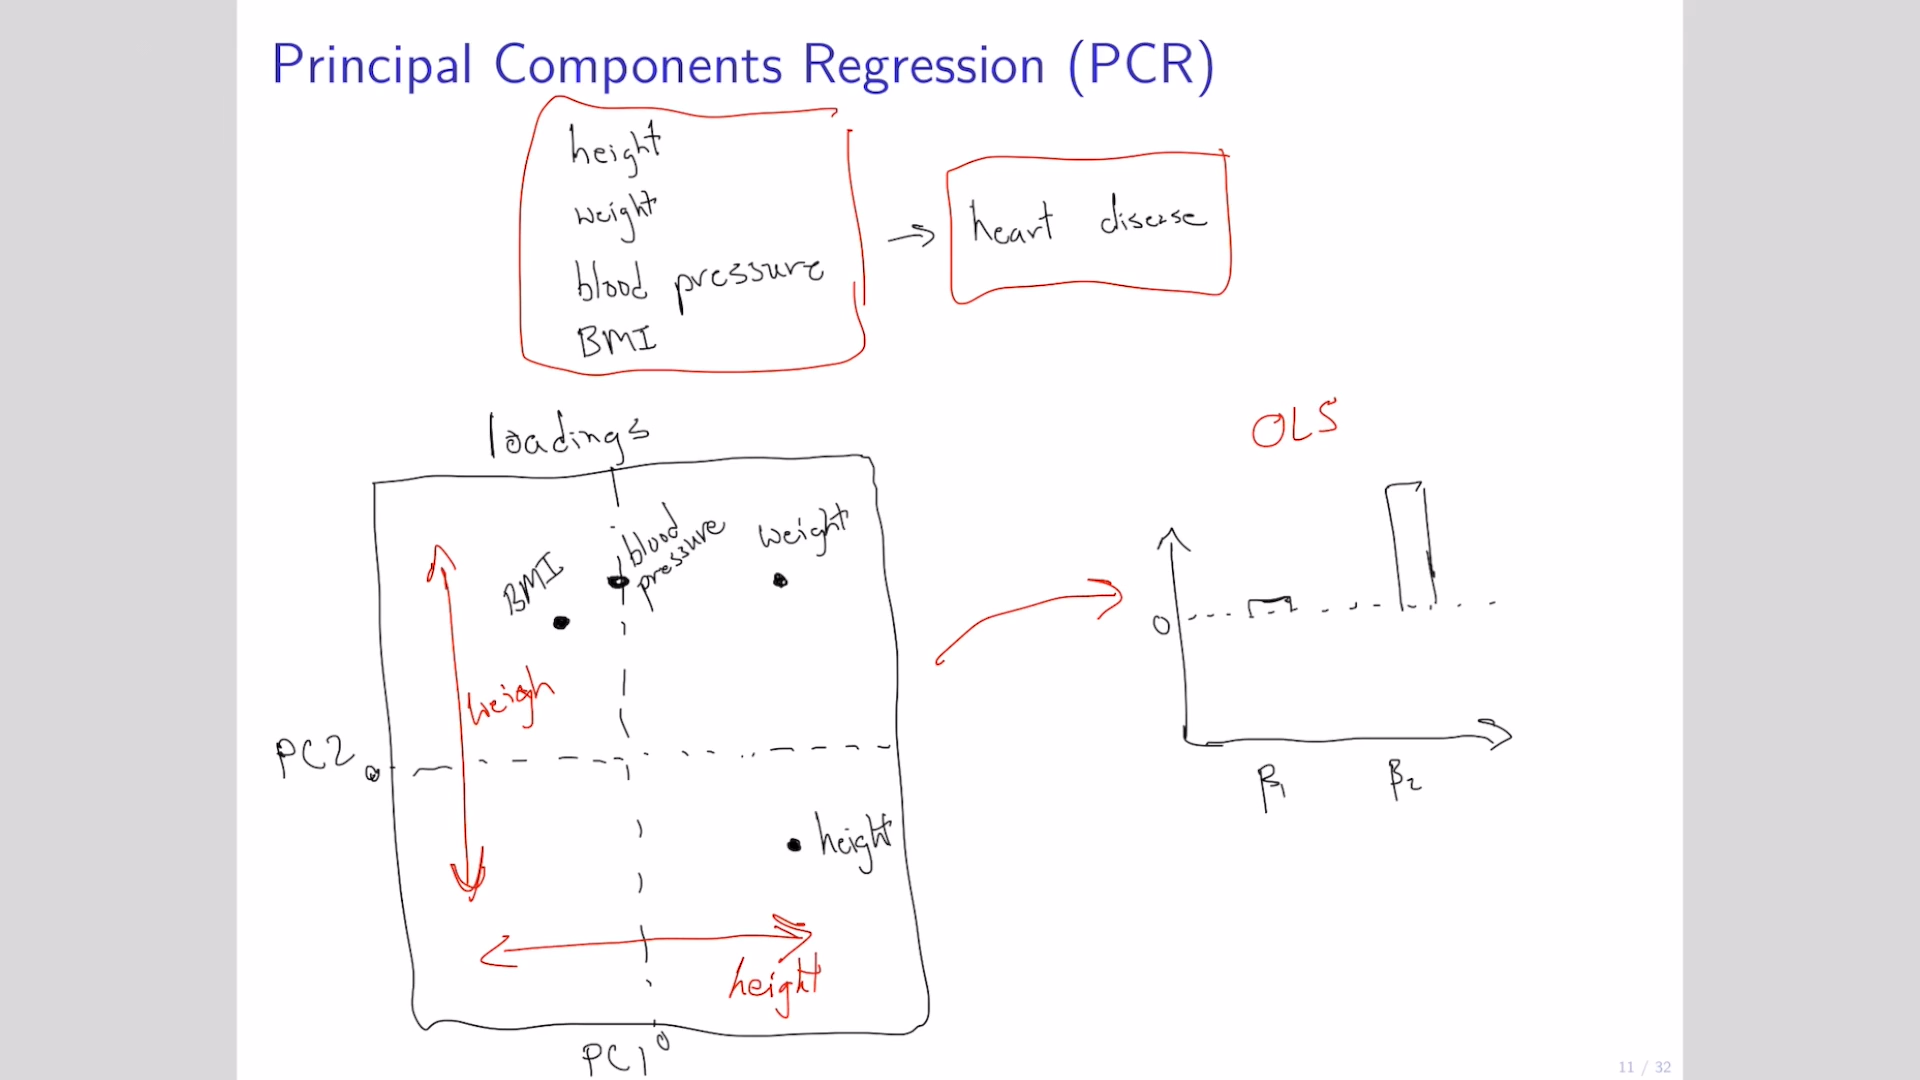 Principal Components Regression (PCR)
height
weight
blood pressure
BMI
→
heart disease
loadings
OLS
BMI
blood
pressure
weight
weigh
PC2
0
height
height
PC1
0
0
β1
β2
11 / 32